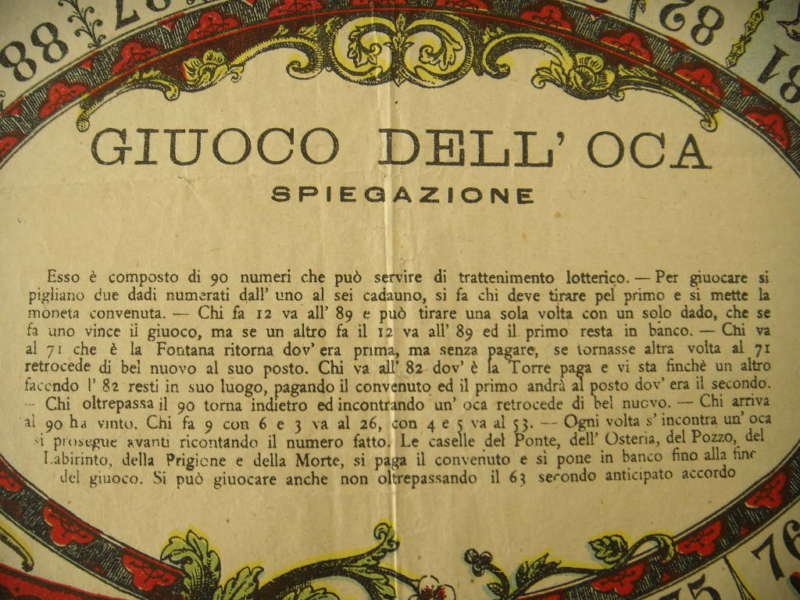 88
87
82
81
GIUOCO DELL' OCA
SPIEGAZIONE
Esso è composto di 90 numeri che può servire di trattenimento lotterico. — Per giuocare si
pigliano due dadi numerati dall' uno al sei cadauno, si fa chi deve tirare pel primo e si mette la
moneta convenuta. — Chi fa 12 va all' 89 e può tirare una sola volta con un solo dado, che se
fa uno vince il giuoco, ma se un altro fa il 12 va all' 89 ed il primo resta in banco. — Chi va
al 71 che è la Fontana ritorna dov' era prima, ma senza pagare, se tornasse altra volta al 71
retrocede di bel nuovo al suo posto. Chi va all' 82 dov' è la Torre paga e vi sta finchè un altro
facendo l' 82 resti in suo luogo, pagando il convenuto ed il primo andrà al posto dov' era il secondo.
— Chi oltrepassa il 90 torna indietro ed incontrando un' oca retrocede di bel nuovo. — Chi arriva
al 90 ha vinto. Chi fa 9 con 6 e 3 va al 26, con 4 e 5 va al 53. — Ogni volta s' incontra un' oca
si prosegue avanti ricontando il numero fatto. Le caselle del Ponte, dell' Osteria, del Pozzo, del
Labirinto, della Prigione e della Morte, si paga il convenuto e si pone in banco fino alla fine
del giuoco. Si può giuocare anche non oltrepassando il 63 secondo anticipato accordo
75
76